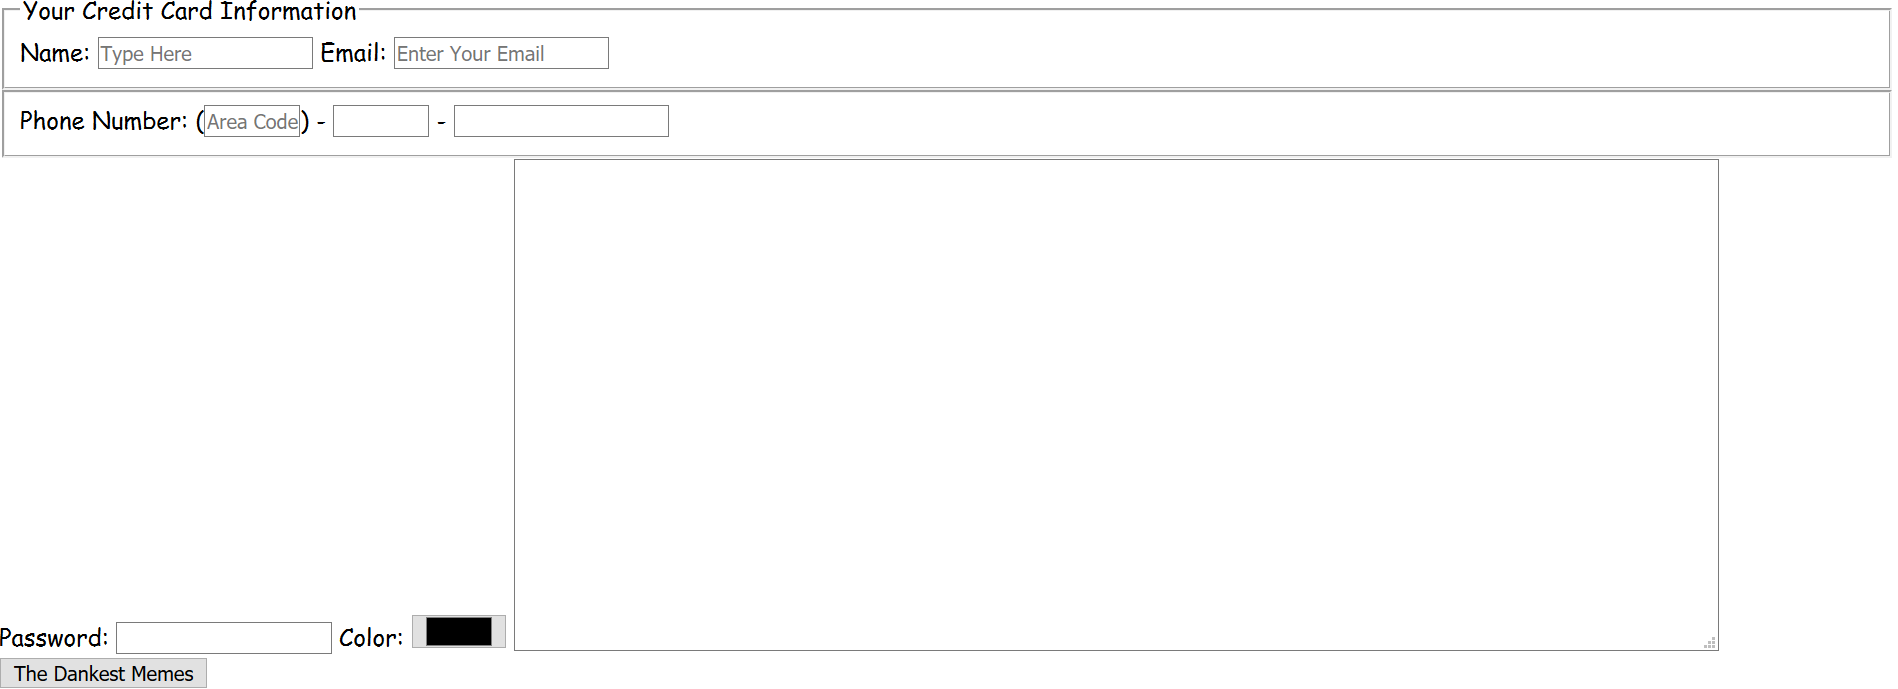 Your Credit Card Information
Name: Type Here Email: Enter Your Email
Phone Number: (Area Code) - -
Password: Color:
The Dankest Memes